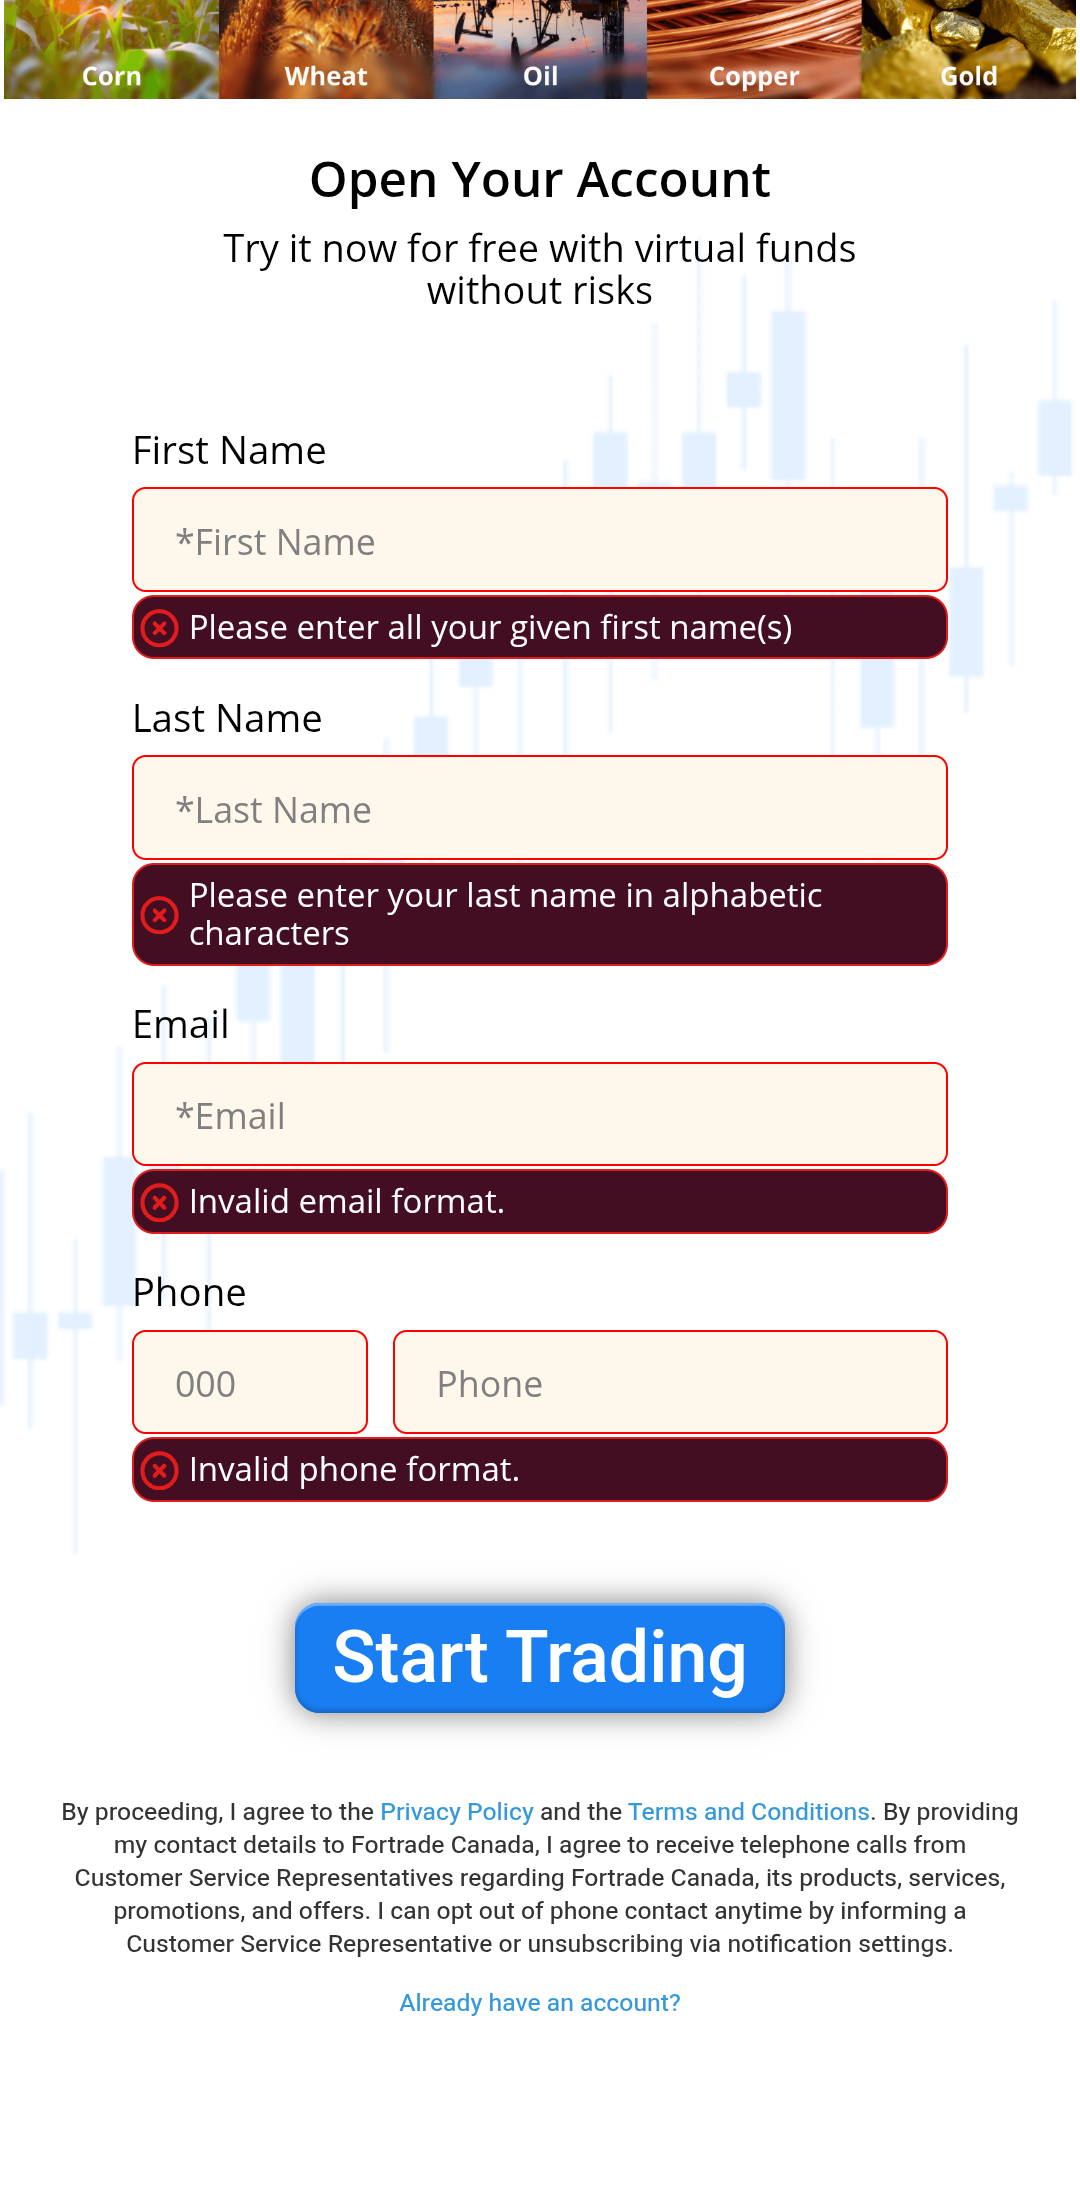 Corn Wheat Oil Copper Gold
Open Your Account
Try it now for free with virtual funds
without risks
First Name
*First Name
Please enter all your given first name(s)
Last Name
*Last Name
Please enter your last name in alphabetic
characters
Email
*Email
Invalid email format.
Phone
000 Phone
Invalid phone format.
Start Trading
By proceeding, I agree to the Privacy Policy and the Terms and Conditions. By providing
my contact details to Fortrade Canada, I agree to receive telephone calls from
Customer Service Representatives regarding Fortrade Canada, its products, services,
promotions, and offers. I can opt out of phone contact anytime by informing a
Customer Service Representative or unsubscribing via notification settings.
Already have an account?